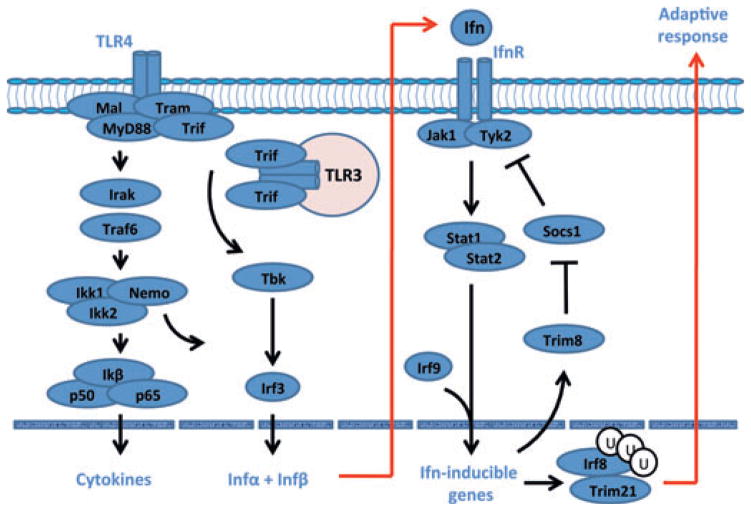 TLR4
Mal
Tram
MyD88
Trif
Irak
Traf6
Ikk1
Nemo
Ikk2
Ikβ
p50
p65
Cytokines
Trif
TLR3
Trif
Tbk
Irf3
Infα + Infβ
Ifn
IfnR
Jak1
Tyk2
Stat1
Stat2
Socs1
Trim8
Irf9
Ifn-inducible
genes
U
U
U
Irf8
Trim21
Adaptive
response